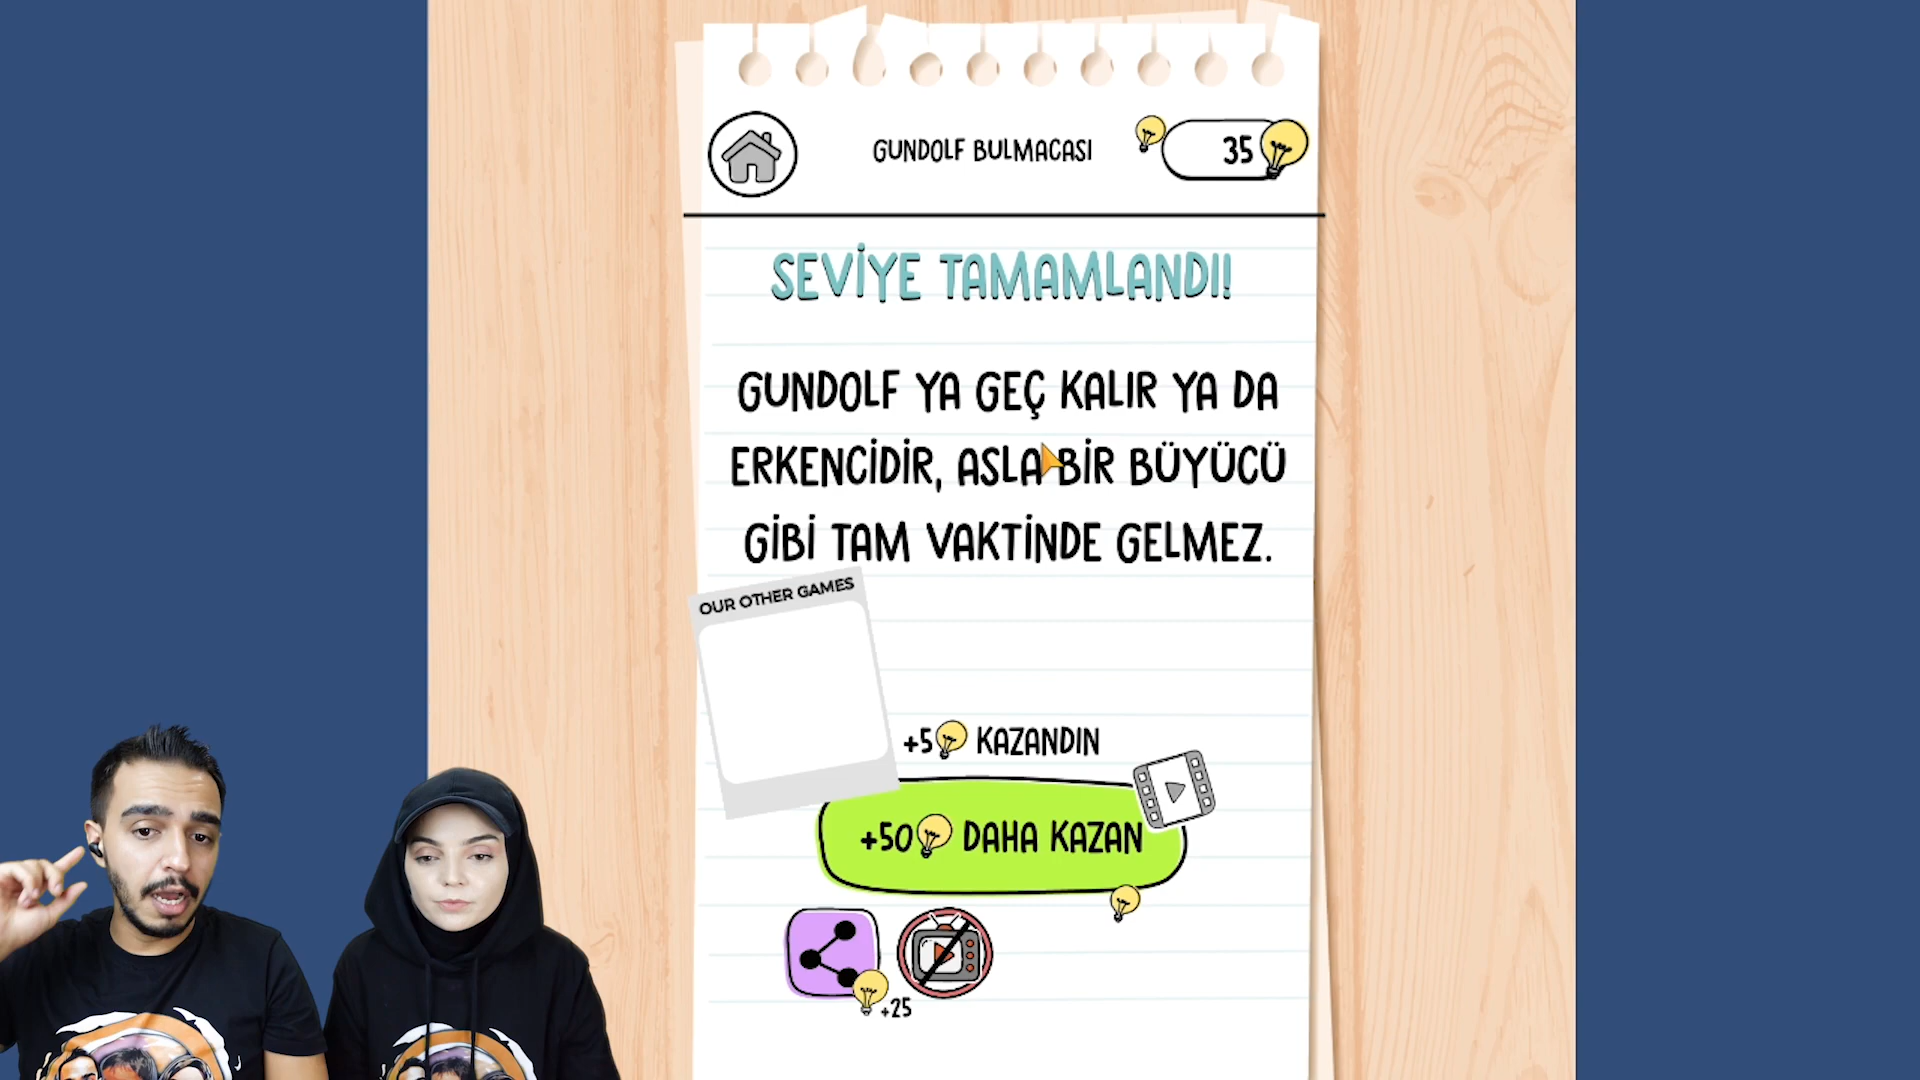 GUNDOLF BULMACASI
35
SEVİYE TAMAMLANDI!
GUNDOLF YA GEÇ KALIR YA DA
ERKENCİDİR, ASLA BİR BÜYÜCÜ
GİBİ TAM VAKTİNDE GELMEZ.
OUR OTHER GAMES
+5 KAZANDIN
+50 DAHA KAZAN
+25